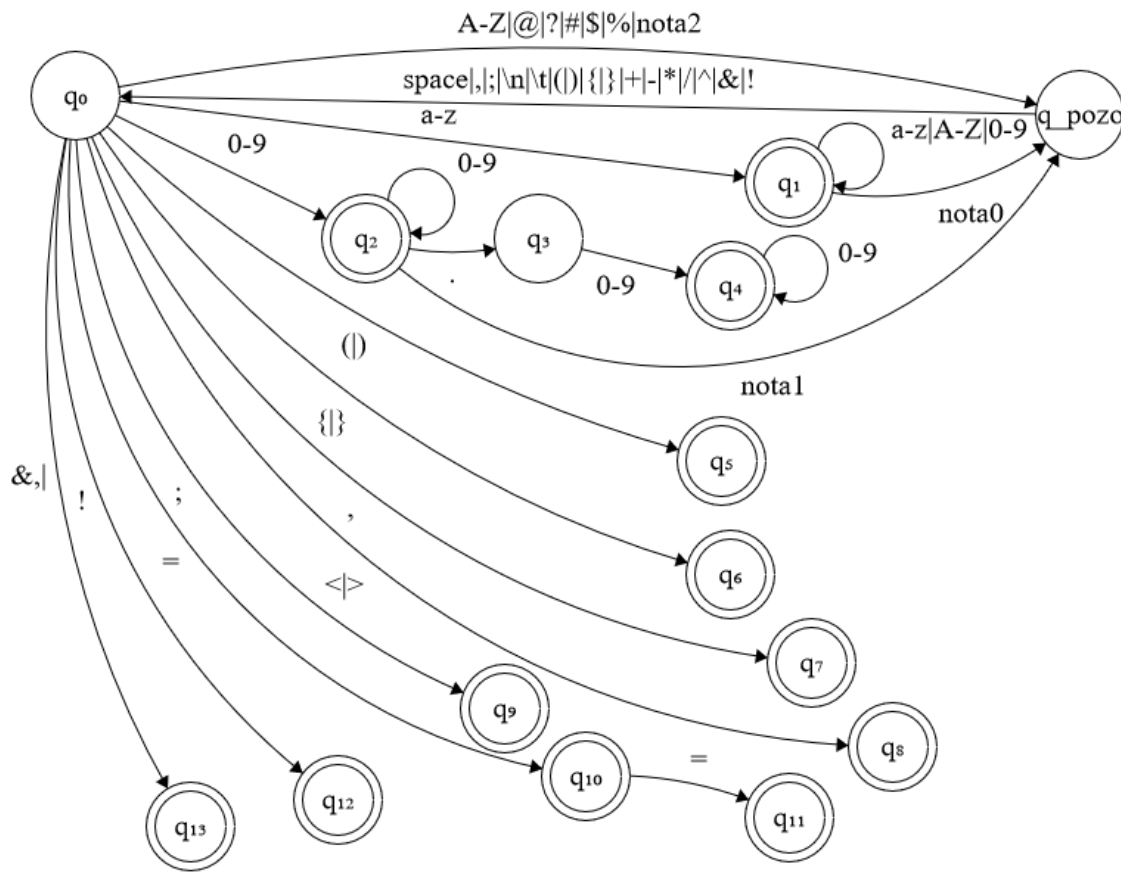 A-Z|@|?|#|$|%|nota2
q₀
space|,|;|\n|\t|(|)|{|}|+|-|*|/|^|&|!
q_pozo
a-z
a-z|A-Z|0-9
0-9
0-9
q₁
q₂
q₃
nota0
.
0-9
q₄
0-9
(|)
nota1
{|}
q₅
&,|
!
;
,
=
<|>
q₆
q₇
q₉
q₈
q₁₀
=
q₁₂
q₁₁
q₁₃